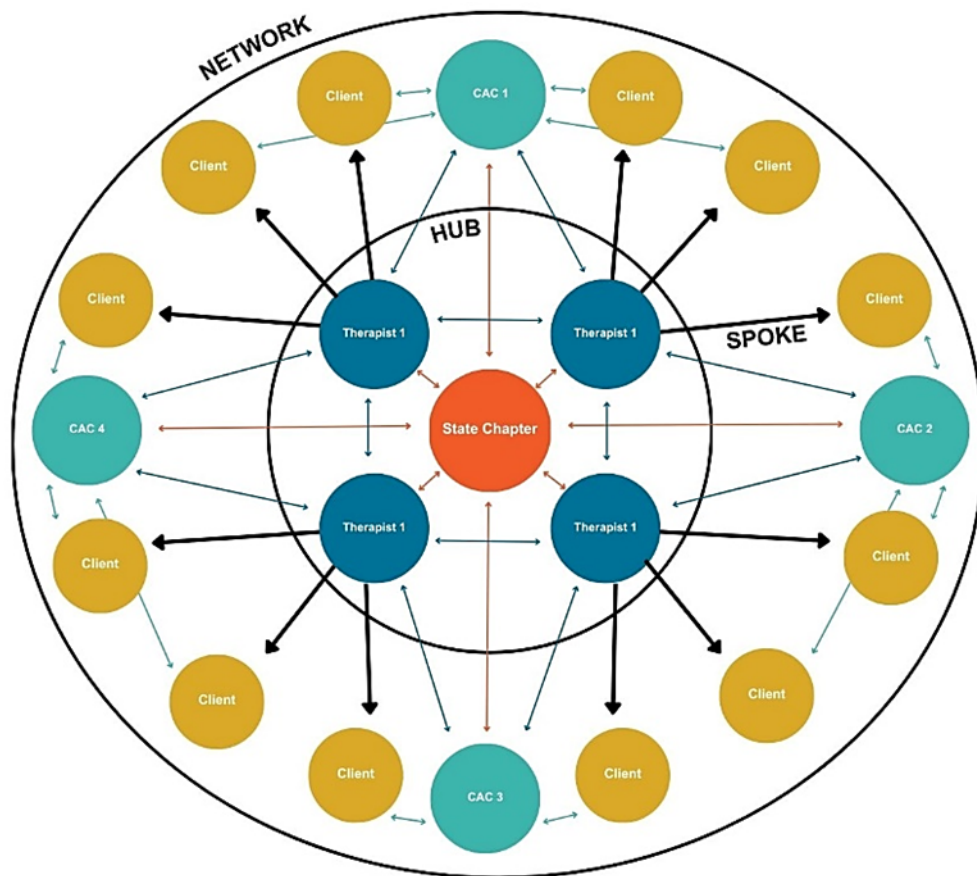 NETWORK
Client
CAC 1
Client
Client
Client
HUB
Client
Client
Therapist 1
Therapist 1
SPOKE
CAC 4
State Chapter
CAC 2
Therapist 1
Therapist 1
Client
Client
Client
Client
Client
Client
CAC 3